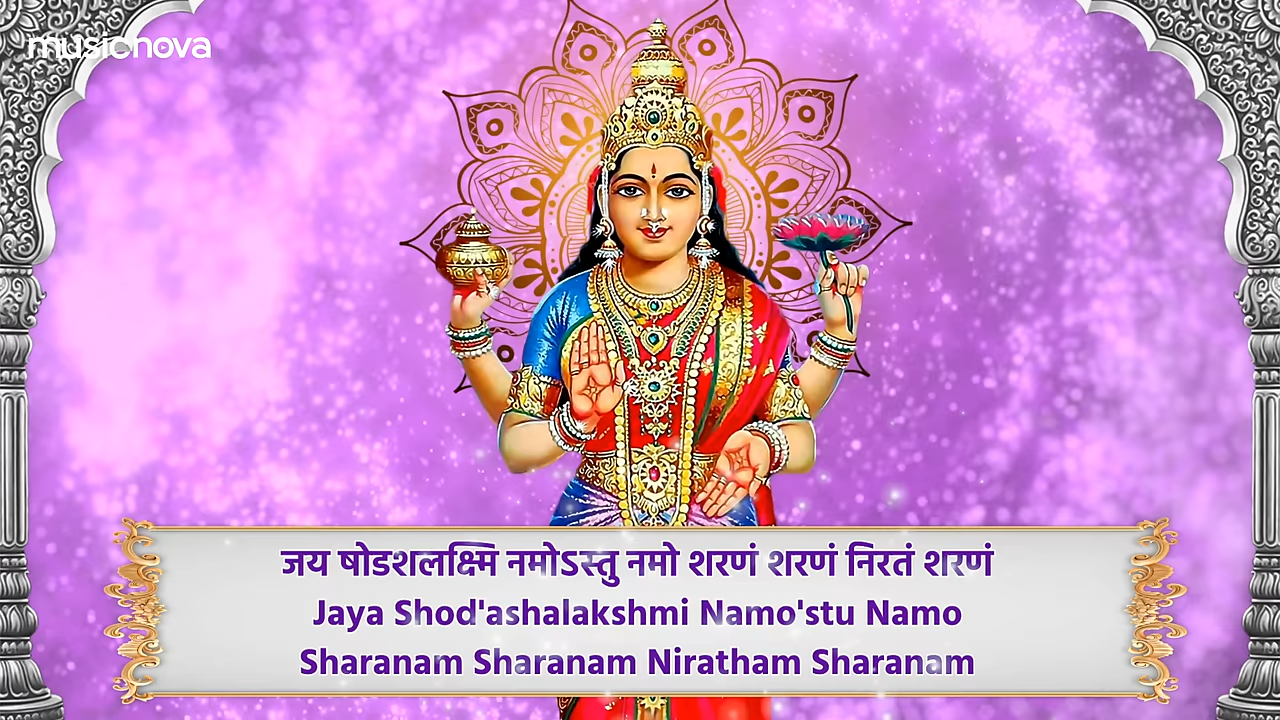 musicnova
जय षोडशलक्ष्मि नमोऽस्तु नमो शरणं शरणं निरतं शरणं
Jaya Shod'ashalakshmi Namo'stu Namo
Sharanam Sharanam Niratham Sharanam